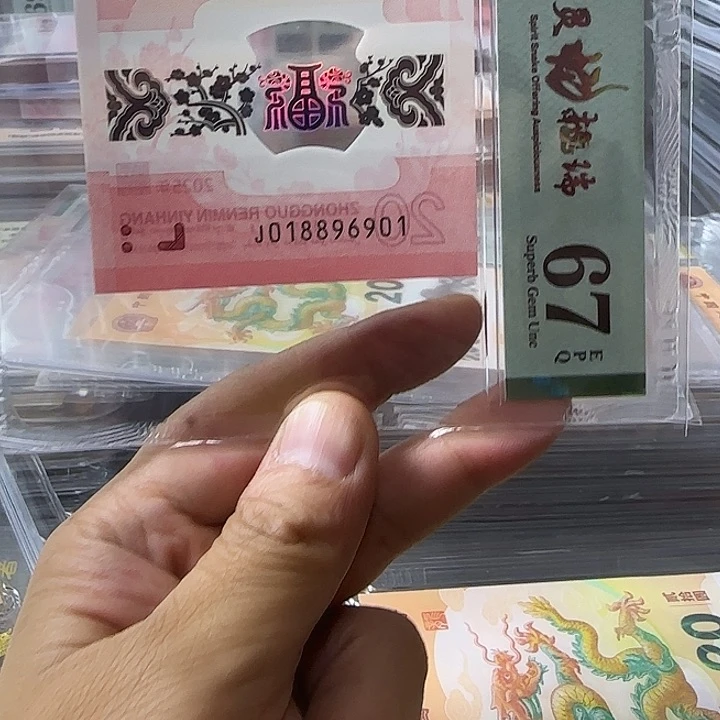 福
2025年
ZHONGGUO RENMIN YINHANG
20
J018896901
Spirit Snake Offering Auspiciousness
67
EPQ
Superb Gem Unc
20